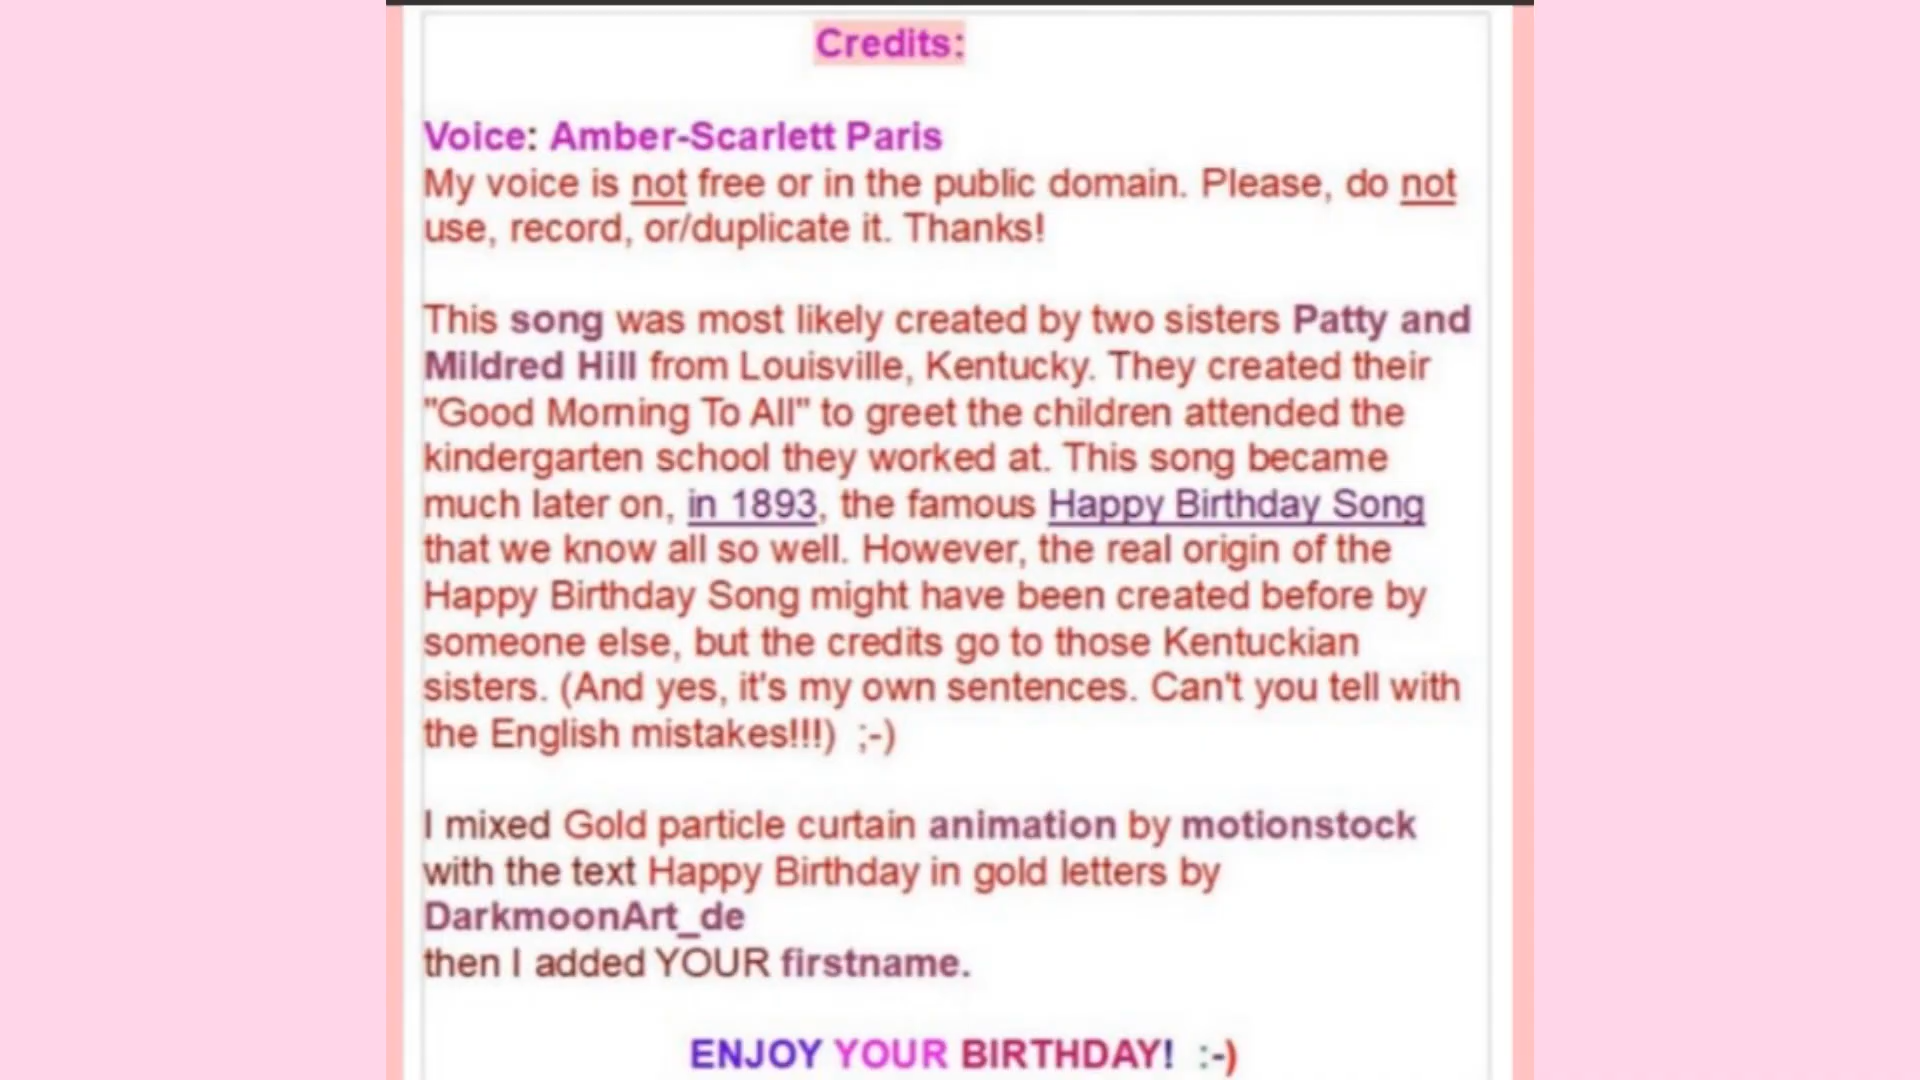 Credits:
Voice: Amber-Scarlett Paris
My voice is not free or in the public domain. Please, do not
use, record, or/duplicate it. Thanks!
This song was most likely created by two sisters Patty and
Mildred Hill from Louisville, Kentucky. They created their
"Good Morning To All" to greet the children attended the
kindergarten school they worked at. This song became
much later on, in 1893, the famous Happy Birthday Song
that we know all so well. However, the real origin of the
Happy Birthday Song might have been created before by
someone else, but the credits go to those Kentuckian
sisters. (And yes, it's my own sentences. Can't you tell with
the English mistakes!!!) ;-)
I mixed Gold particle curtain animation by motionstock
with the text Happy Birthday in gold letters by
DarkmoonArt_de
then I added YOUR firstname.
ENJOY YOUR BIRTHDAY! :-)